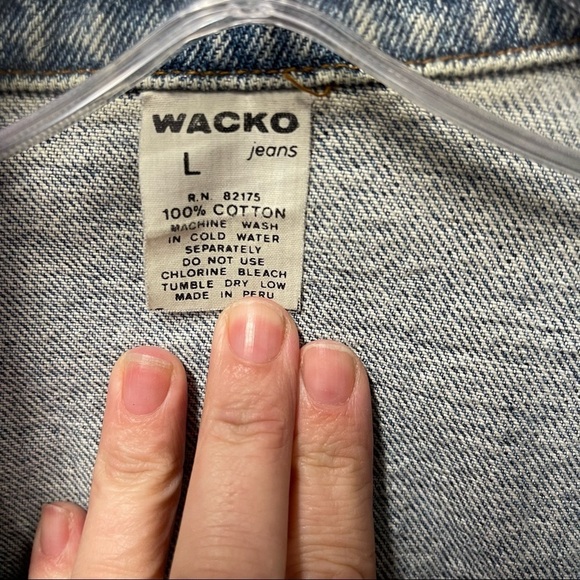 WACKO
L jeans
R.N. 82175
100% COTTON
MACHINE WASH
IN COLD WATER
SEPARATELY
DO NOT USE
CHLORINE BLEACH
TUMBLE DRY LOW
MADE IN PERU